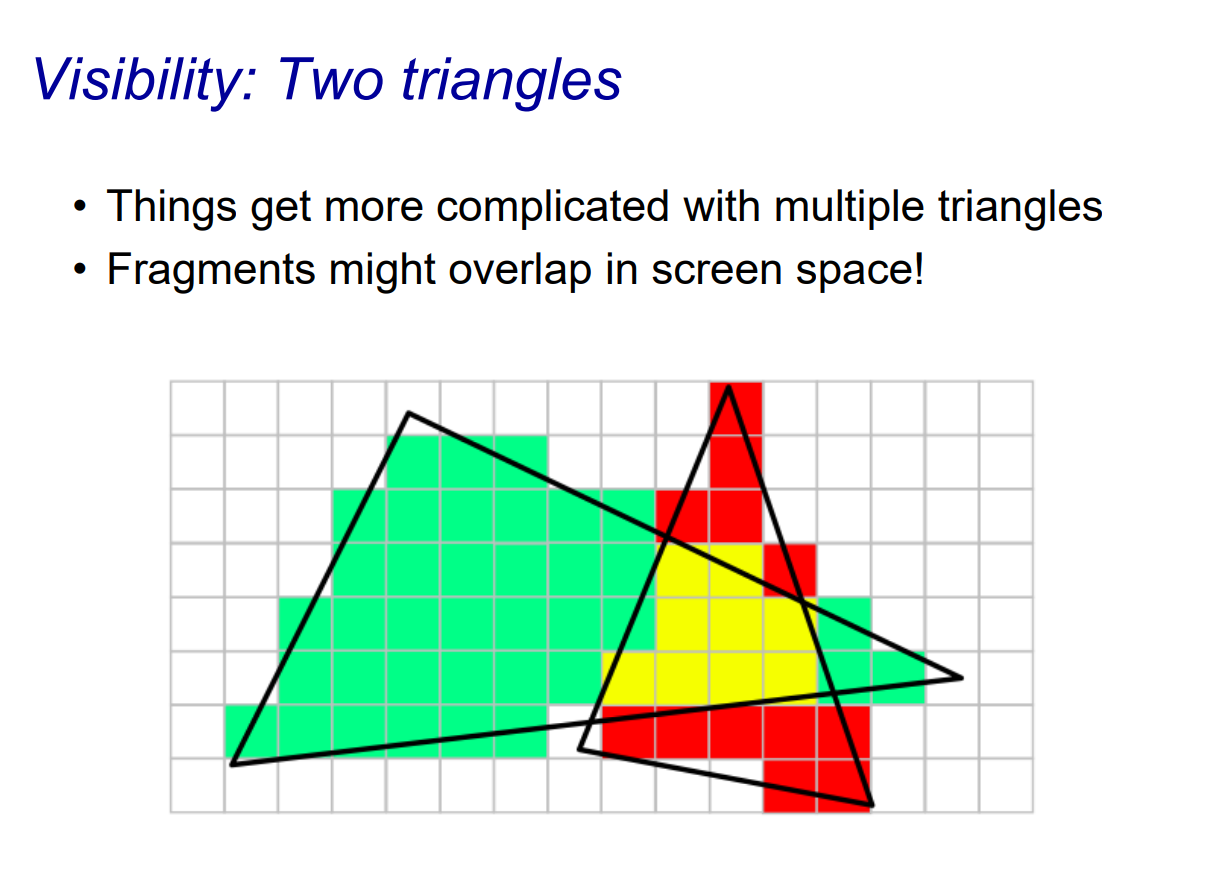 Visibility: Two triangles
• Things get more complicated with multiple triangles
• Fragments might overlap in screen space!